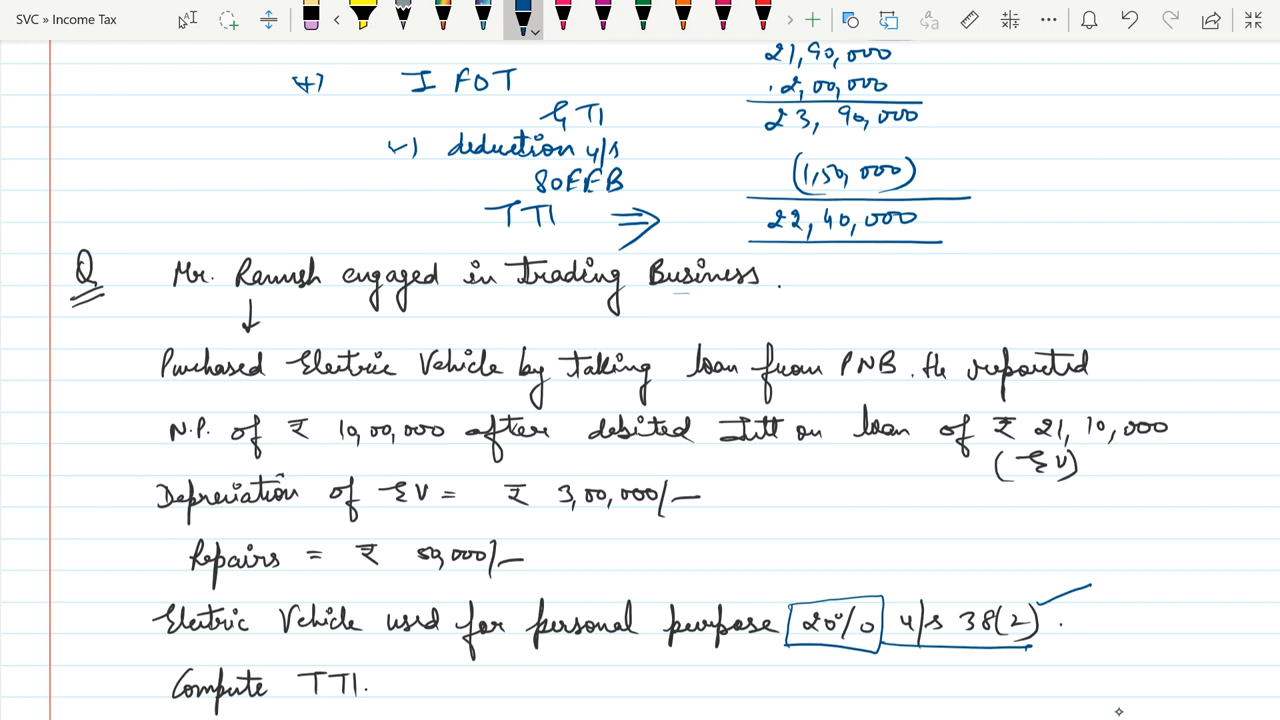 SVC » Income Tax
21,90,000
(+) IFOT 2,00,000
GTI 23,90,000
(-) deduction u/s
80EEB (1,50,000)
TTI ⇒ 22,40,000
Q Mr. Ramesh engaged in trading Business.
↓
Purchased Electric Vehicle by taking loan from PNB. He reported
N.P. of ₹ 10,00,000 after debited Intt on loan of ₹ 21,10,000
(EV)
Depreciation of EV = ₹ 3,00,000/-
Repairs = ₹ 50,000/-
Electric Vehicle used for personal purpose 20% u/s 38(2).
Compute TTI.